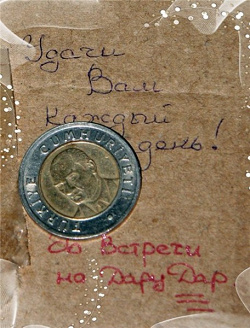 Удачи
Вам
каждый
день!
TÜRKİYE CUMHURİYETİ
до встречи
на Дару Дар